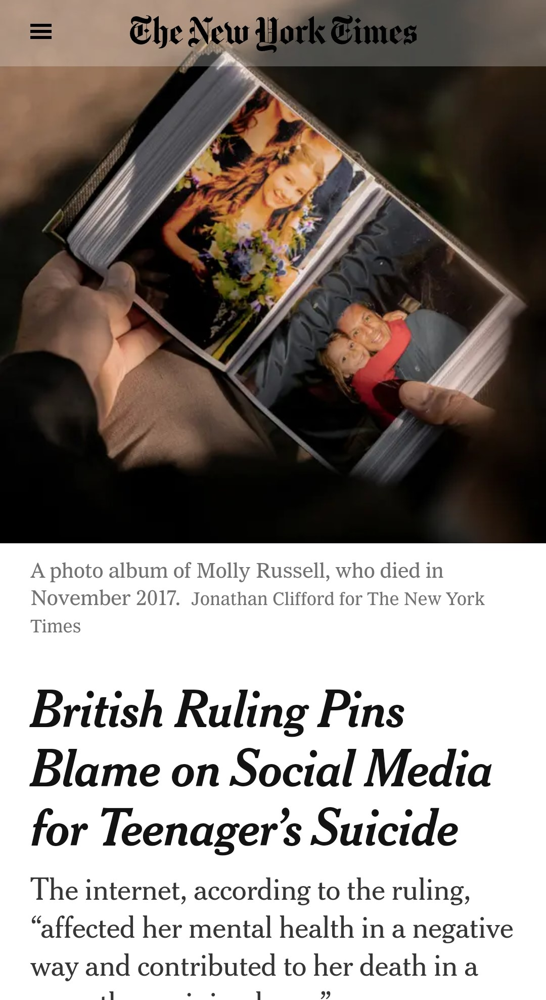 The New York Times
A photo album of Molly Russell, who died in
November 2017. Jonathan Clifford for The New York
Times
British Ruling Pins
Blame on Social Media
for Teenager’s Suicide
The internet, according to the ruling,
“affected her mental health in a negative
way and contributed to her death in a